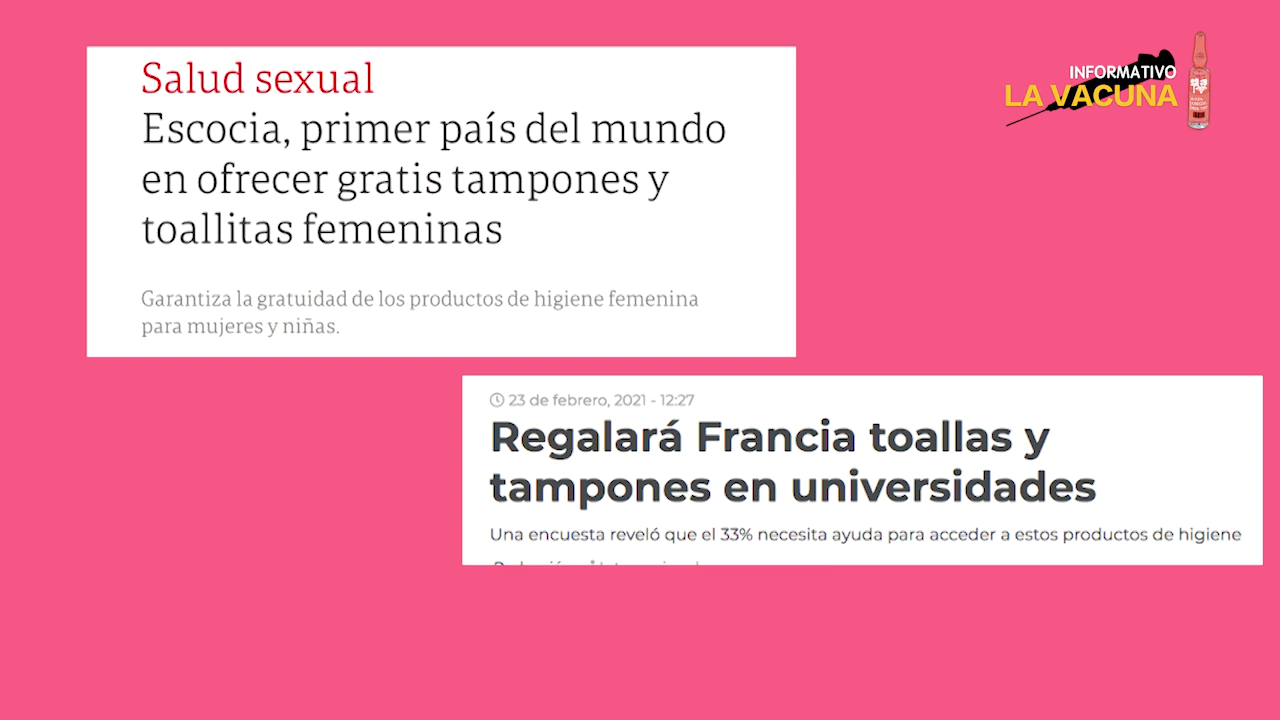 Salud sexual
Escocia, primer país del mundo
en ofrecer gratis tampones y
toallitas femeninas
Garantiza la gratuidad de los productos de higiene femenina
para mujeres y niñas.
INFORMATIVO
LA VACUNA
23 de febrero, 2021 - 12:27
Regalará Francia toallas y
tampones en universidades
Una encuesta reveló que el 33% necesita ayuda para acceder a estos productos de higiene